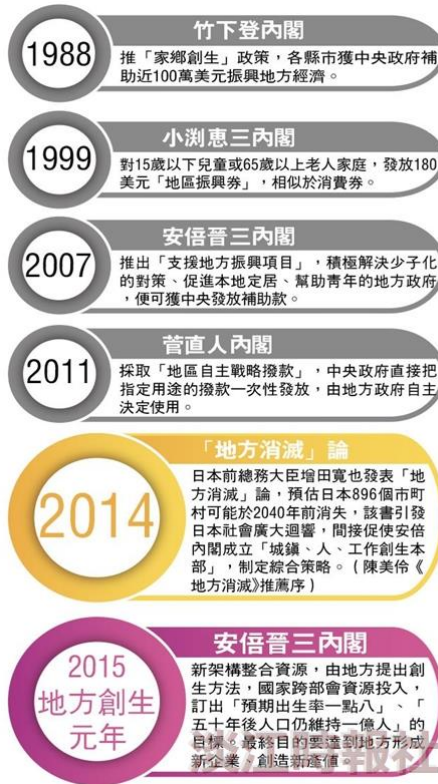 1988
竹下登內閣
推「家鄉創生」政策,各縣市獲中央政府補
助近100萬美元振興地方經濟。
1999
小渕恵三內閣
對15歲以下兒童或65歲以上老人家庭,發放180
美元「地區振興券」,相似於消費券。
2007
安倍晉三內閣
推出「支援地方振興項目」,積極解決少子化
的對策、促進本地定居、幫助青年的地方政府
,便可獲中央發放補助款。
2011
菅直人內閣
採取「地區自主戰略撥款」,中央政府直接把
指定用途的撥款一次性發放,由地方政府自主
決定使用。
2014
「地方消滅」論
日本前總務大臣增田寬也發表「地
方消滅」論,預估日本896個市町
村可能於2040年前消失,該書引發
日本社會廣大迴響,間接促使安倍
內閣成立「城鎮、人、工作創生本
部」,制定綜合策略。(陳美伶《
地方消滅》推薦序)
2015
地方創生
元年
安倍晉三內閣
新架構整合資源,由地方提出創
生方法,國家跨部會資源投入,
訂出「預期出生率一點八」、「
五十年後人口仍維持一億人」的
目標。最終目的要達到地方形成
新企業,創造新產值。
淡江時報社